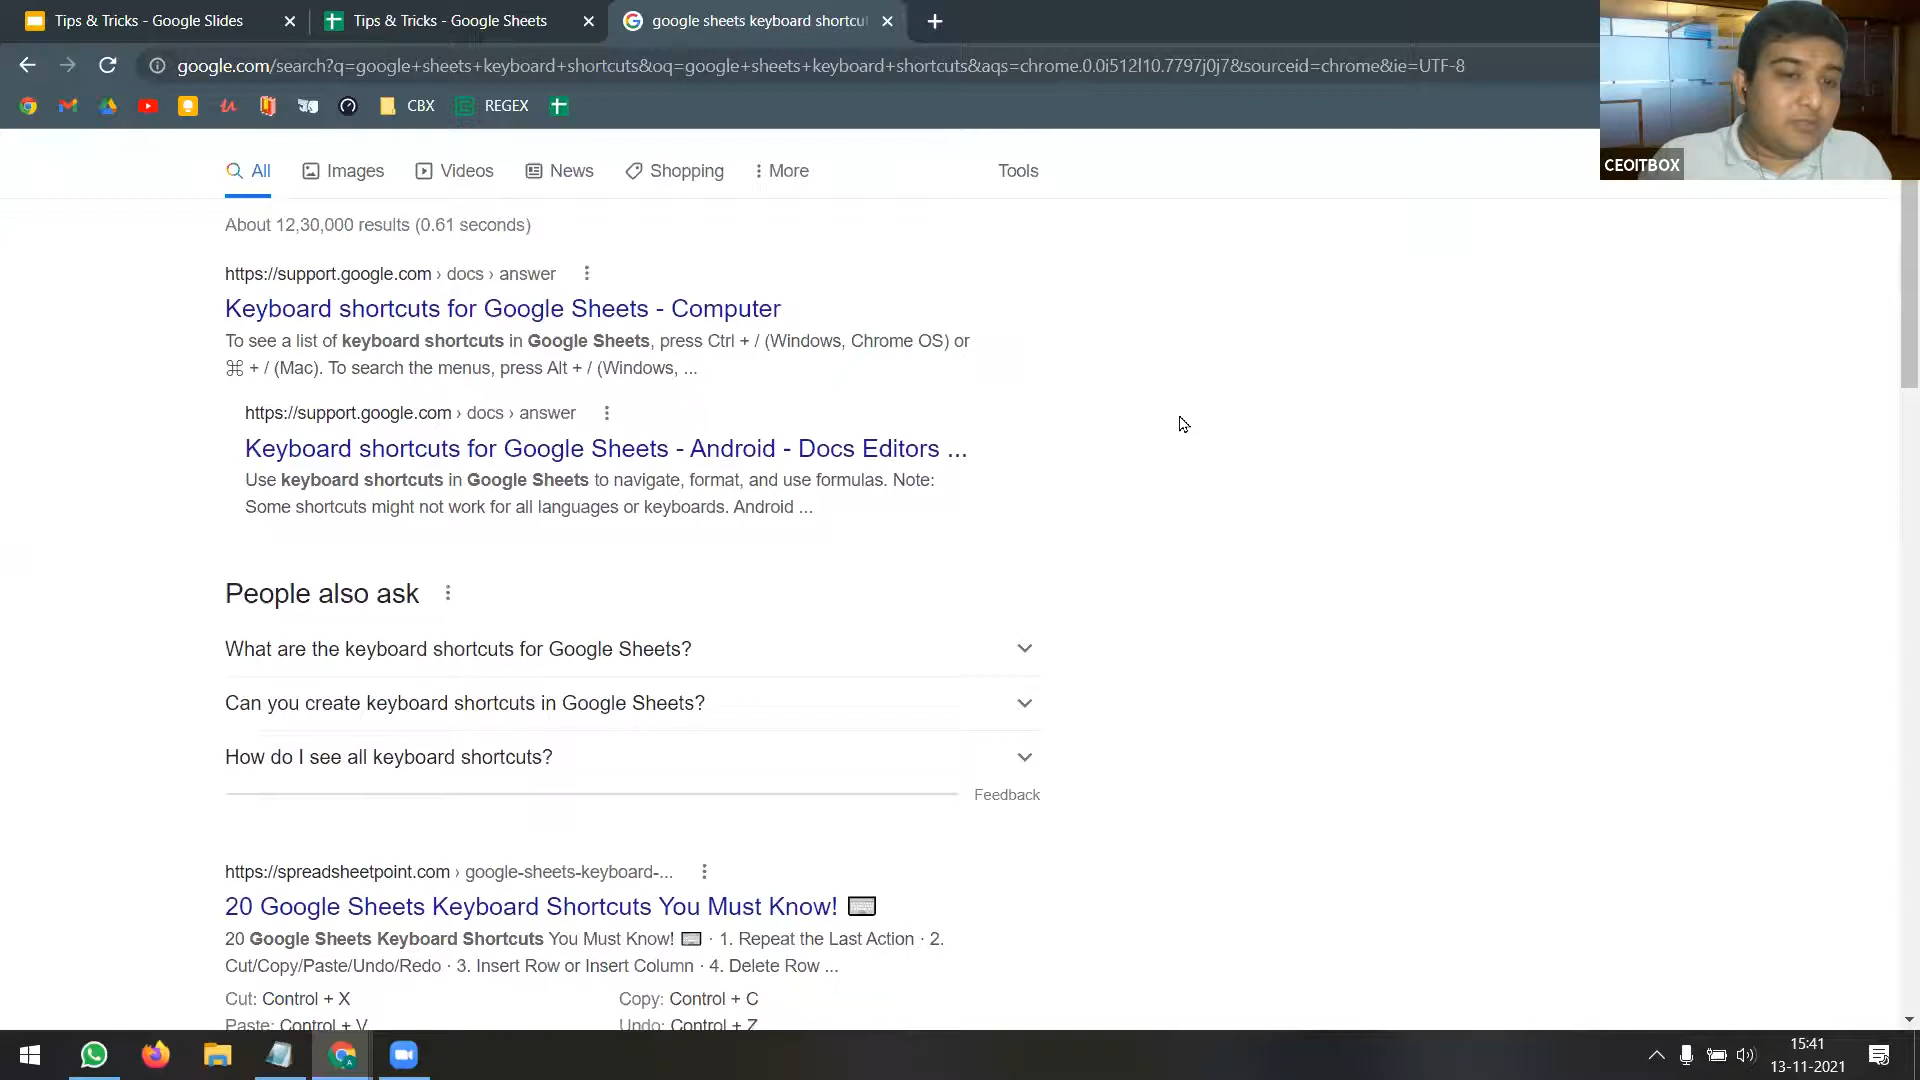 Tips & Tricks - Google Slides
Tips & Tricks - Google Sheets
google sheets keyboard shortcu
google.com/search?q=google+sheets+keyboard+shortcuts&oq=google+sheets+keyboard+shortcuts&aqs=chrome.0.0i512l10.7797j0j7&sourceid=chrome&ie=UTF-8
CBX
REGEX
CEOITBOX
All
Images
Videos
News
Shopping
More
Tools
About 12,30,000 results (0.61 seconds)
https://support.google.com › docs › answer
Keyboard shortcuts for Google Sheets - Computer
To see a list of keyboard shortcuts in Google Sheets, press Ctrl + / (Windows, Chrome OS) or
⌘ + / (Mac). To search the menus, press Alt + / (Windows, ...
https://support.google.com › docs › answer
Keyboard shortcuts for Google Sheets - Android - Docs Editors ...
Use keyboard shortcuts in Google Sheets to navigate, format, and use formulas. Note:
Some shortcuts might not work for all languages or keyboards. Android ...
People also ask
What are the keyboard shortcuts for Google Sheets?
Can you create keyboard shortcuts in Google Sheets?
How do I see all keyboard shortcuts?
Feedback
https://spreadsheetpoint.com › google-sheets-keyboard-...
20 Google Sheets Keyboard Shortcuts You Must Know!
20 Google Sheets Keyboard Shortcuts You Must Know! · 1. Repeat the Last Action · 2.
Cut/Copy/Paste/Undo/Redo · 3. Insert Row or Insert Column · 4. Delete Row ...
Cut: Control + X
Copy: Control + C
Paste: Control + V
Undo: Control + Z
15:41
13-11-2021